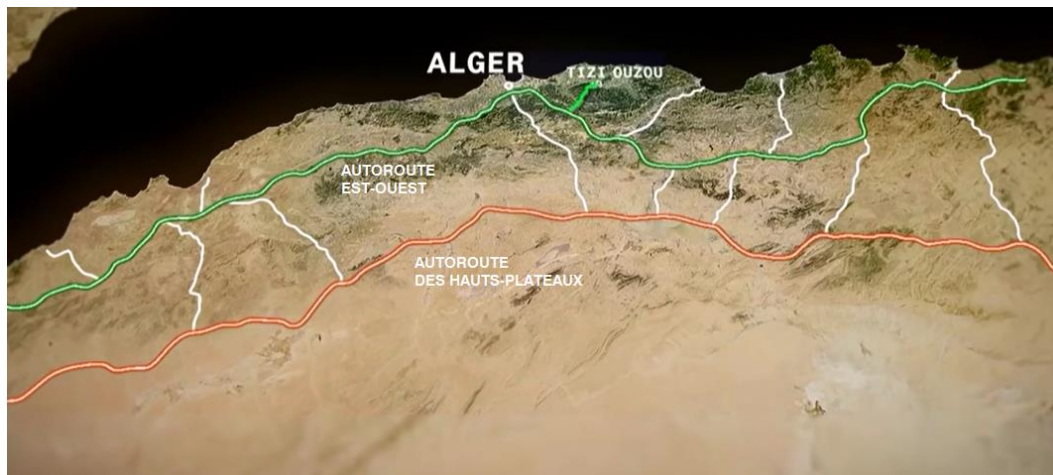 ALGER
TIZI OUZOU
AUTOROUTE
EST-OUEST
AUTOROUTE
DES HAUTS-PLATEAUX